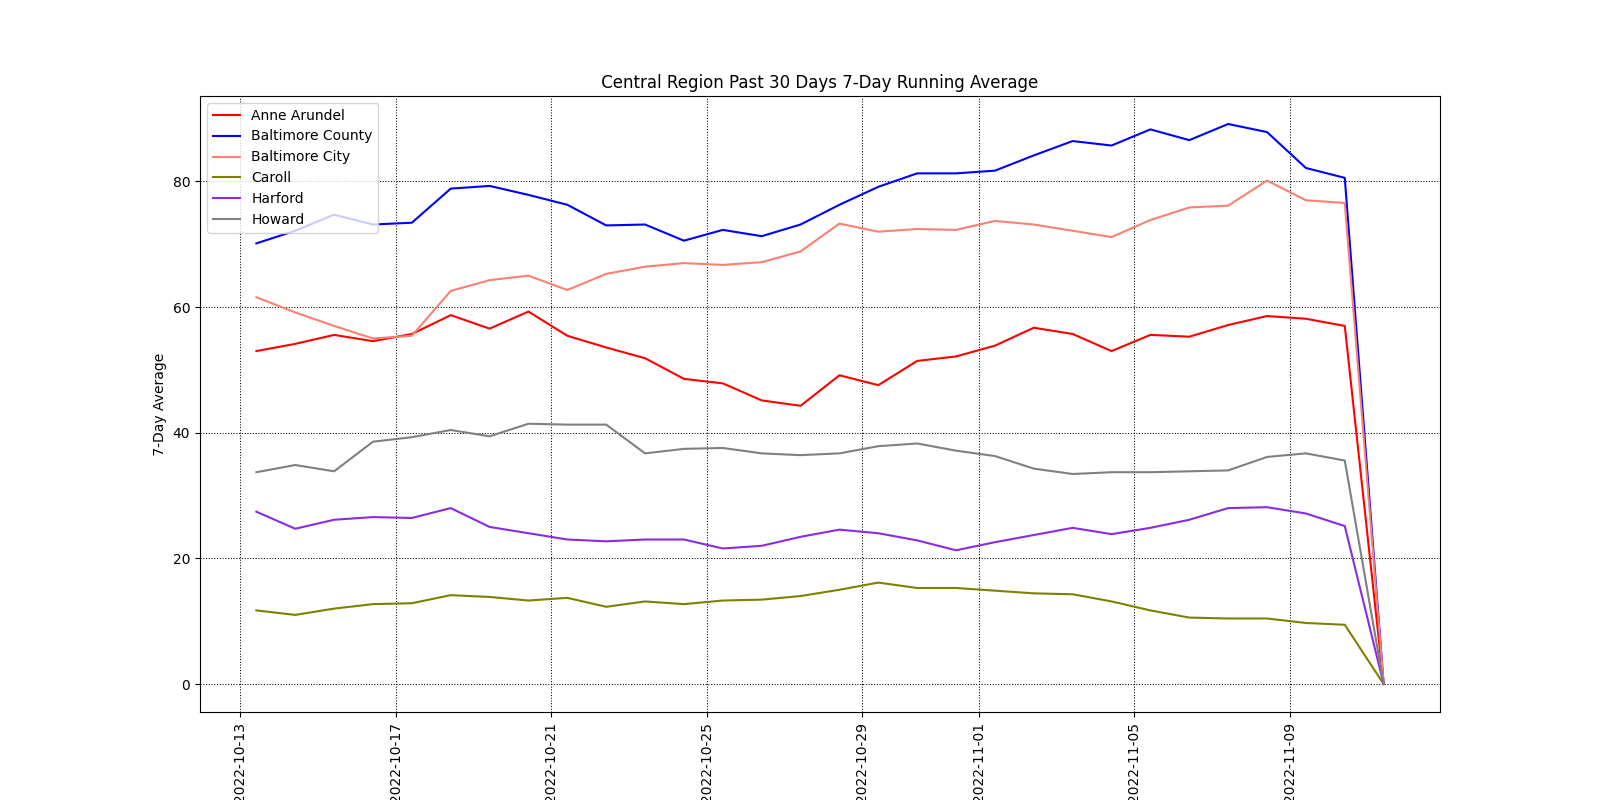 Central Region Past 30 Days 7-Day Running Average
Anne Arundel
Baltimore County
Baltimore City
Caroll
Harford
Howard
7-Day Average
80
60
40
20
0
2022-10-13
2022-10-17
2022-10-21
2022-10-25
2022-10-29
2022-11-01
2022-11-05
2022-11-09